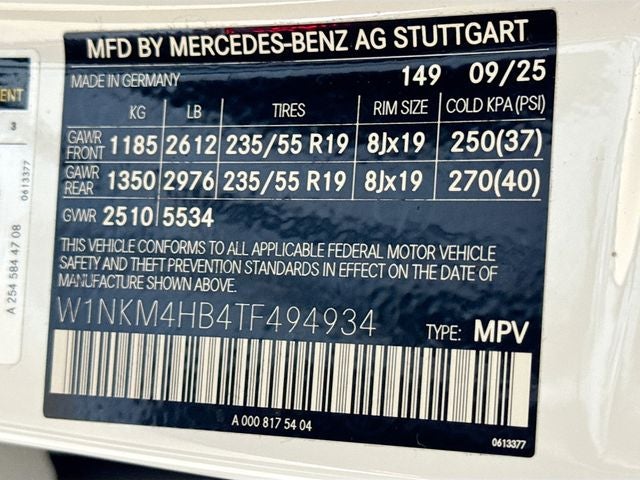 MFD BY MERCEDES-BENZ AG STUTTGART
MADE IN GERMANY 149 09/25
KG LB TIRES RIM SIZE COLD KPA (PSI)
GAWR FRONT 1185 2612 235/55 R19 8Jx19 250(37)
GAWR REAR 1350 2976 235/55 R19 8Jx19 270(40)
GVWR 2510 5534
THIS VEHICLE CONFORMS TO ALL APPLICABLE FEDERAL MOTOR VEHICLE
SAFETY AND THEFT PREVENTION STANDARDS IN EFFECT ON THE DATE OF
MANUFACTURE SHOWN ABOVE.
W1NKM4HB4TF494934 TYPE: MPV
A 000 817 54 04
0613377
ENT
3
0613377
A 254 584 47 08